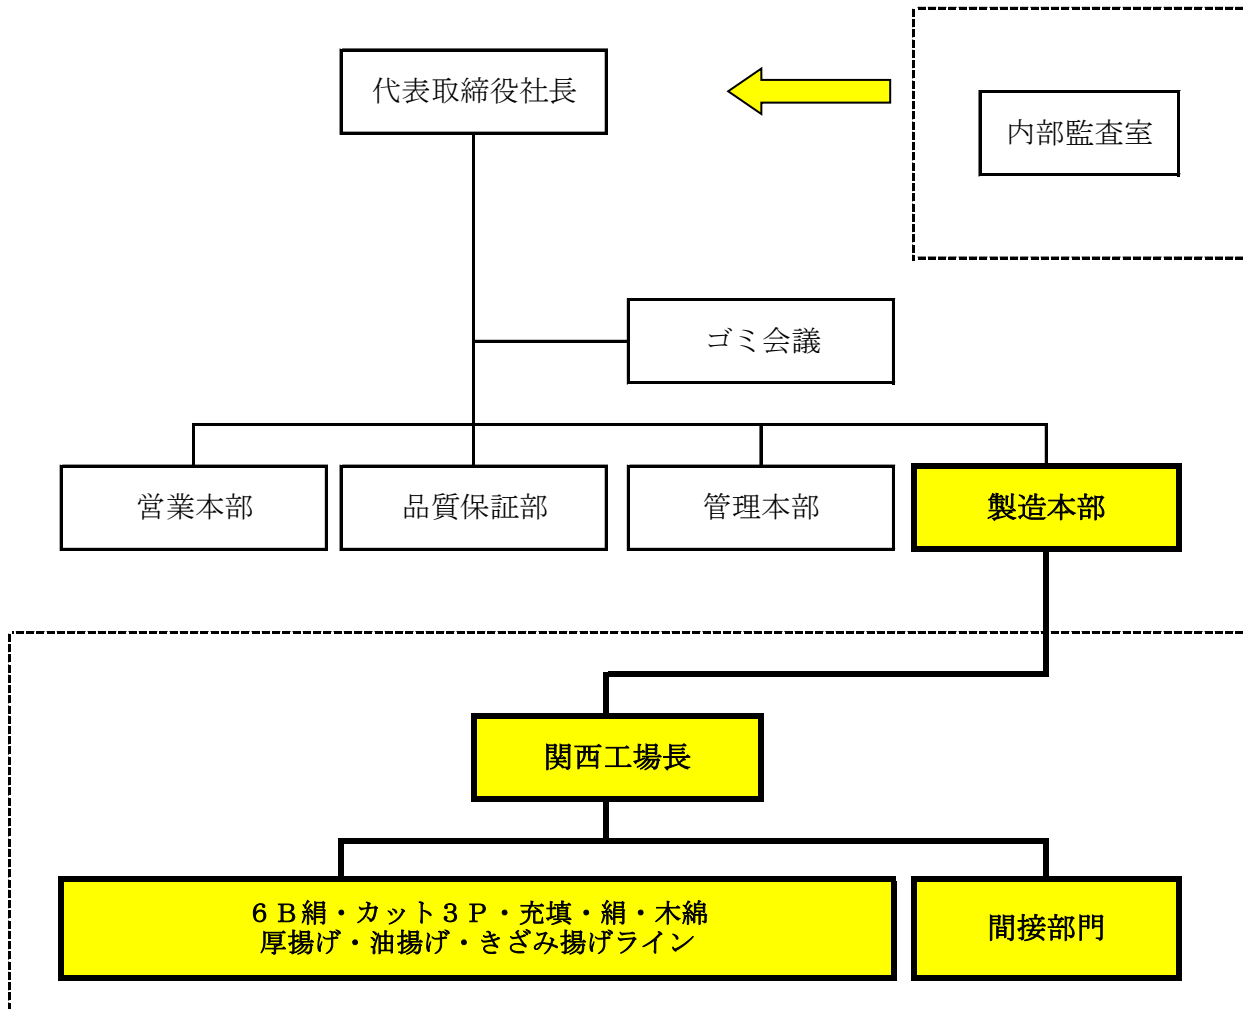 代表取締役社長
内部監査室
ゴミ会議
営業本部
品質保証部
管理本部
製造本部
関西工場長
６Ｂ絹・カット３Ｐ・充填・絹・木綿
厚揚げ・油揚げ・きざみ揚げライン
間接部門